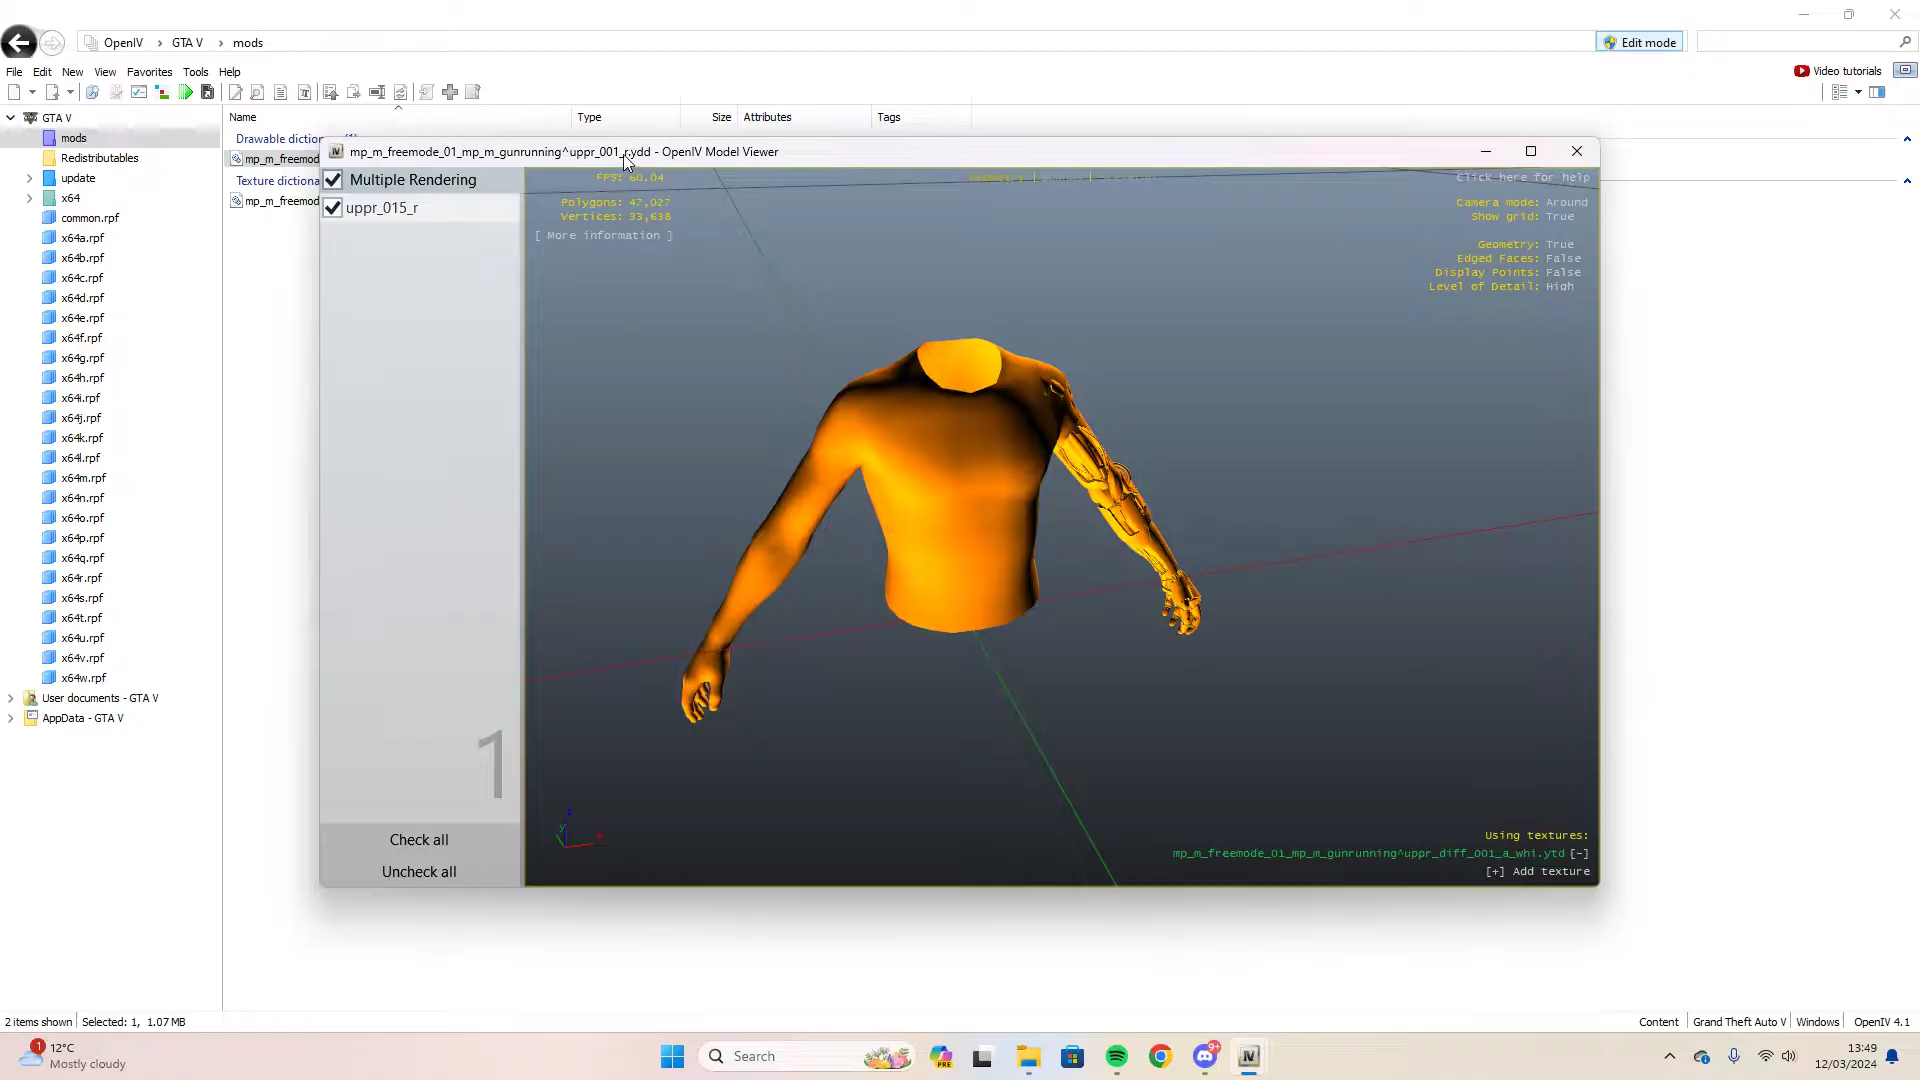 OpenIV › GTA V › mods
Edit mode
File Edit New View Favorites Tools Help
Video tutorials
Name Type Size Attributes Tags
GTA V
mods
Redistributables
update
x64
common.rpf
x64a.rpf
x64b.rpf
x64c.rpf
x64d.rpf
x64e.rpf
x64f.rpf
x64g.rpf
x64h.rpf
x64i.rpf
x64j.rpf
x64k.rpf
x64l.rpf
x64m.rpf
x64n.rpf
x64o.rpf
x64p.rpf
x64q.rpf
x64r.rpf
x64s.rpf
x64t.rpf
x64u.rpf
x64v.rpf
x64w.rpf
User documents - GTA V
AppData - GTA V
Drawable diction
mp_m_freemod
Texture dictiona
mp_m_freemod
mp_m_freemode_01_mp_m_gunrunning^uppr_001_r.ydd - OpenIV Model Viewer
Multiple Rendering
uppr_015_r
1
Check all
Uncheck all
FPS: 60.04
Polygons: 47,027
Vertices: 33,638
[ More information ]
Click here for help
Camera mode: Around
Show grid: True
Geometry: True
Edged Faces: False
Display Points: False
Level of Detail: High
z
y
Using textures:
mp_m_freemode_01_mp_m_gunrunning^uppr_diff_001_a_whi.ytd [-]
[+] Add texture
2 items shown Selected: 1, 1.07 MB
Content Grand Theft Auto V Windows OpenIV 4.1
1
12°C
Mostly cloudy
Search
PRE
9+
13:49
12/03/2024